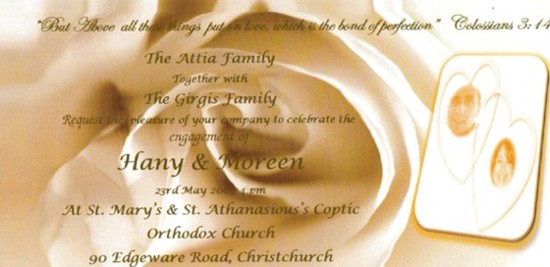 "But Above all these things put on love, which is the bond of perfection" Colossians 3:14
The Attia Family
Together with
The Girgis Family
Request the pleasure of your company to celebrate the
engagement of
Hany & Moreen
23rd May pm
At St. Mary's & St. Athanasious's Coptic
Orthodox Church
90 Edgeware Road, Christchurch